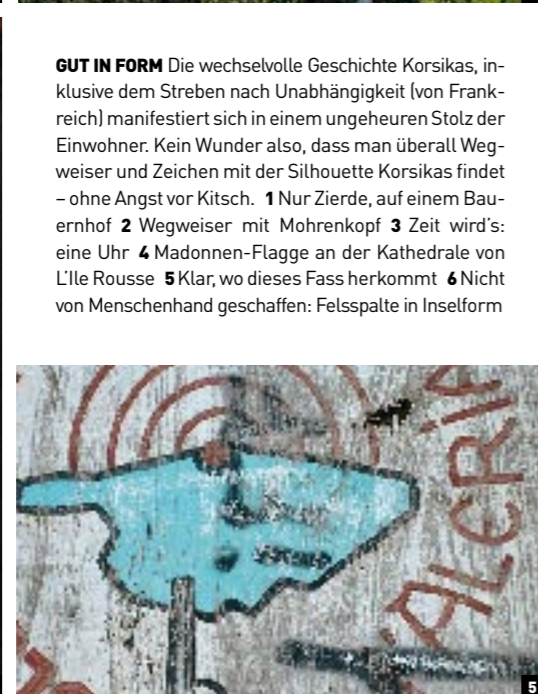 GUT IN FORM Die wechselvolle Geschichte Korsikas, in-
klusive dem Streben nach Unabhängigkeit (von Frank-
reich) manifestiert sich in einem ungeheuren Stolz der
Einwohner. Kein Wunder also, dass man überall Weg-
weiser und Zeichen mit der Silhouette Korsikas findet
– ohne Angst vor Kitsch. 1 Nur Zierde, auf einem Bau-
ernhof 2 Wegweiser mit Mohrenkopf 3 Zeit wird's:
eine Uhr 4 Madonnen-Flagge an der Kathedrale von
L'Ile Rousse 5 Klar, wo dieses Fass herkommt 6 Nicht
von Menschenhand geschaffen: Felsspalte in Inselform
ALERIA
5